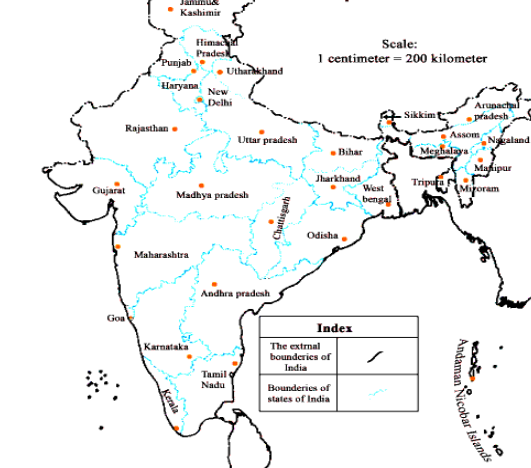 Jammu&
Kashimir
Himachal
Pradesh
Punjab
Utharakhand
Haryana
New
Delhi
Scale:
1 centimeter = 200 kilometer
Rajasthan
Uttar pradesh
Bihar
Sikkim
Arunachal
pradesh
Assom
Nagaland
Meghalaya
Manipur
Tripura
Mizoram
Gujarat
Madhya pradesh
Jharkhand
West
bengal
Chattisgarh
Odisha
Maharashtra
Andhra pradesh
Goa
Karnataka
Tamil
Nadu
Kerala
Index
The extrnal
bounderies of
India
Bounderies of
states of India
Andaman Nicobar Islands